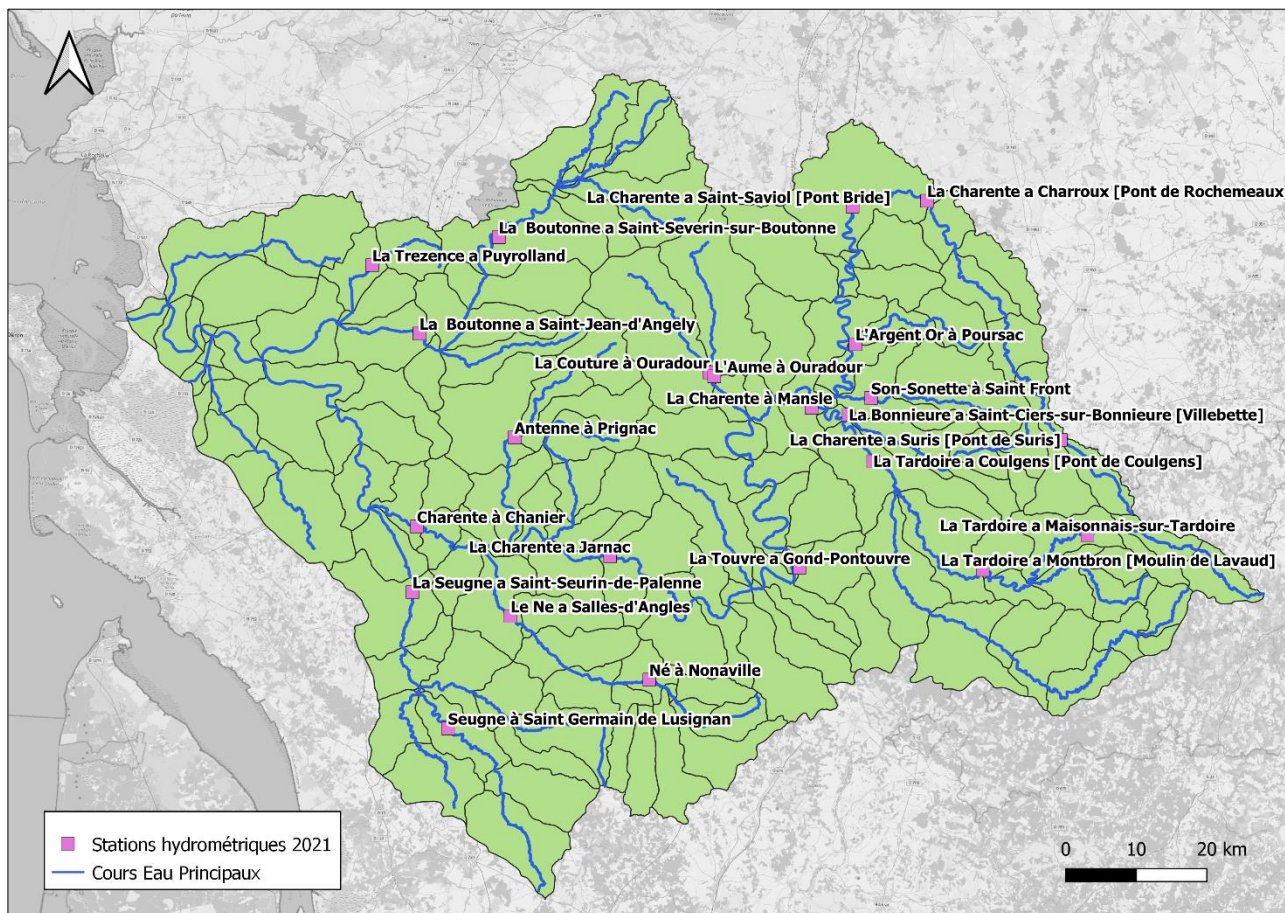 La Charente a Saint-Saviol [Pont Bride]
La Charente a Charroux [Pont de Rochemeaux
La Boutonne a Saint-Severin-sur-Boutonne
La Trezence a Puyrolland
La Boutonne a Saint-Jean-d'Angely
L'Argent Or à Poursac
La Couture à Ouradour
L'Aume à Ouradour
Son-Sonette à Saint Front
La Charente à Mansle
La Bonnieure a Saint-Ciers-sur-Bonnieure [Villebette]
Antenne à Prignac
La Charente a Suris [Pont de Suris]
La Tardoire a Coulgens [Pont de Coulgens]
Charente à Chanier
La Tardoire a Maisonnais-sur-Tardoire
La Charente a Jarnac
La Touvre a Gond-Pontouvre
La Tardoire a Montbron [Moulin de Lavaud]
La Seugne a Saint-Seurin-de-Palenne
Le Ne a Salles-d'Angles
Né à Nonaville
Seugne à Saint Germain de Lusignan
Stations hydrométriques 2021
Cours Eau Principaux
0 10 20 km